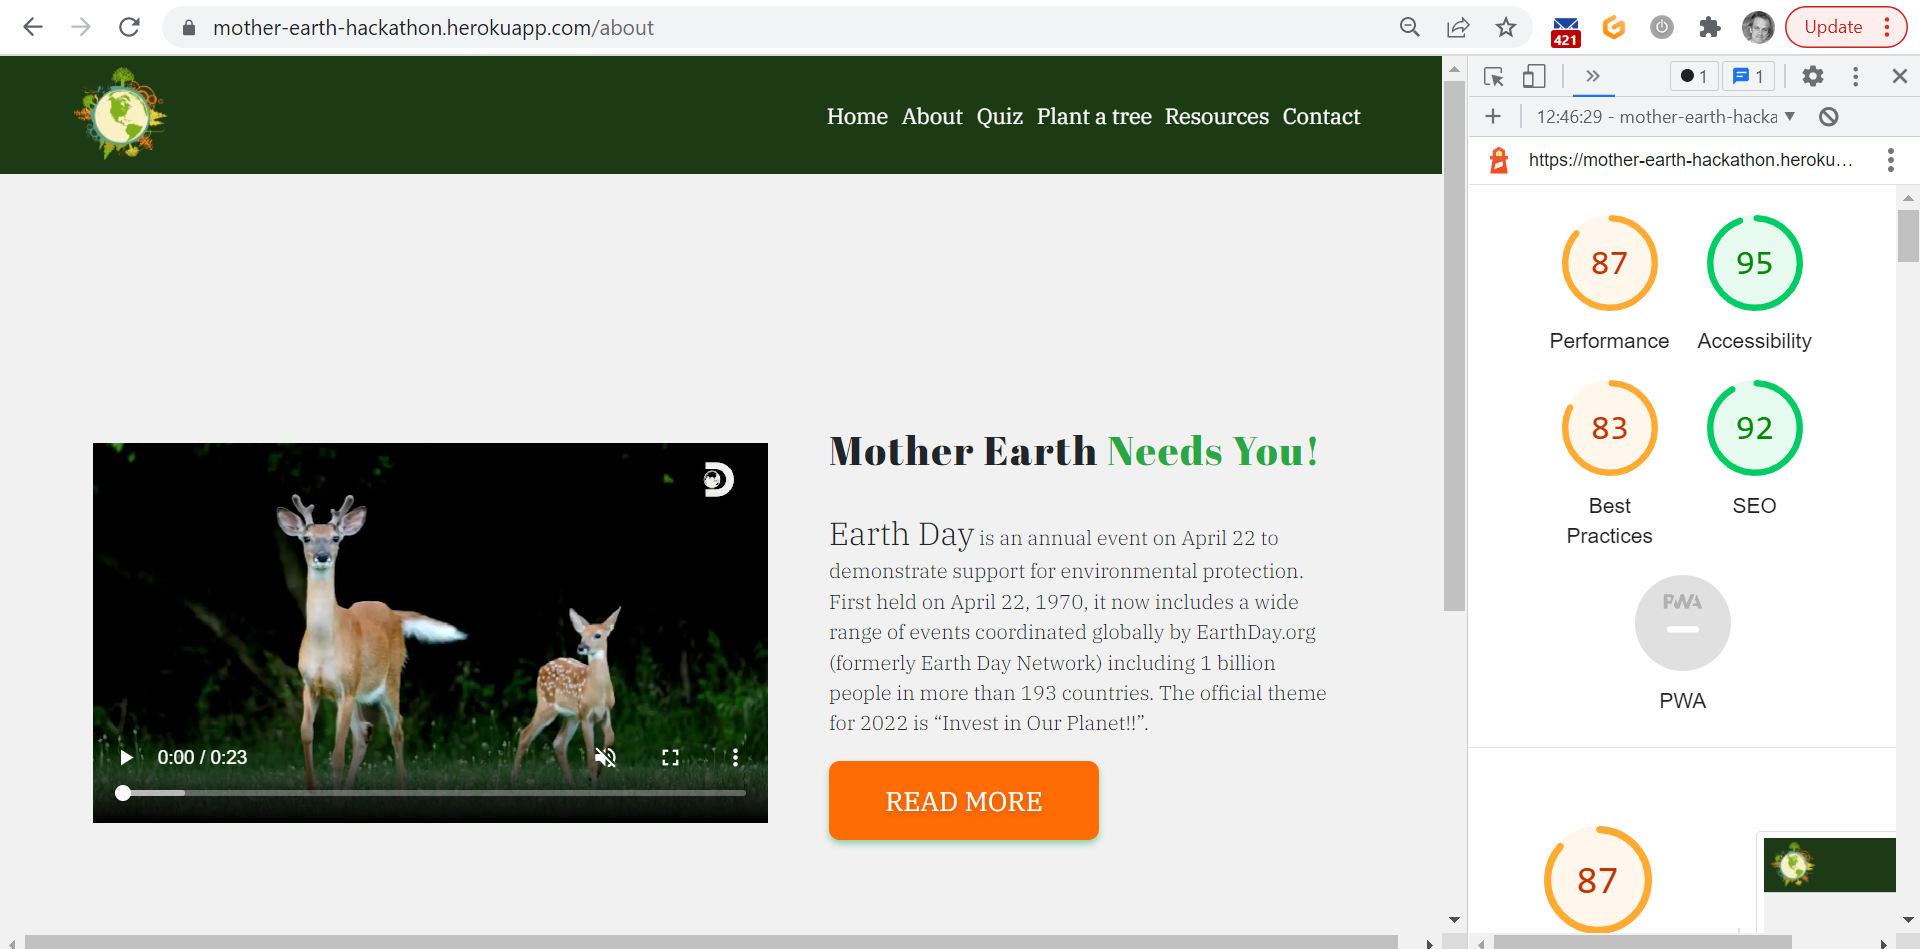 mother-earth-hackathon.herokuapp.com/about
421
Update
Home About Quiz Plant a tree Resources Contact
Mother Earth Needs You!
Earth Day is an annual event on April 22 to
demonstrate support for environmental protection.
First held on April 22, 1970, it now includes a wide
range of events coordinated globally by EarthDay.org
(formerly Earth Day Network) including 1 billion
people in more than 193 countries. The official theme
for 2022 is “Invest in Our Planet!!”.
READ MORE
0:00 / 0:23
1
1
12:46:29 - mother-earth-hacka
https://mother-earth-hackathon.heroku…
87
Performance
95
Accessibility
83
Best
Practices
92
SEO
PWA
PWA
87